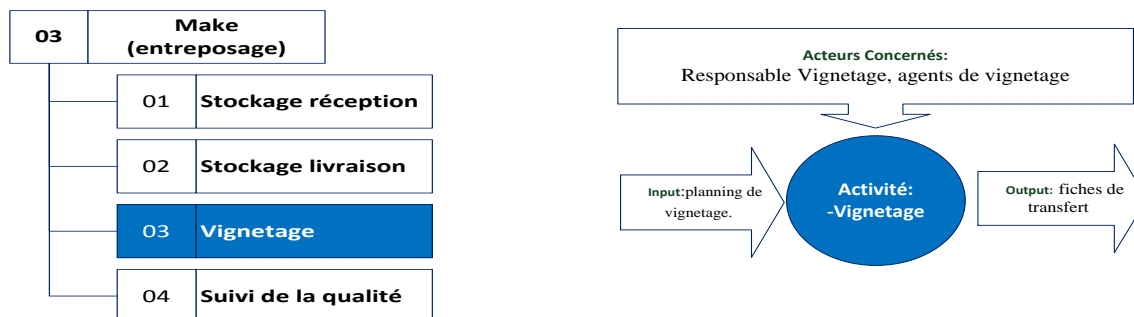 03
Make
(entreposage)
01 Stockage réception
02 Stockage livraison
03 Vignetage
04 Suivi de la qualité
Acteurs Concernés:
Responsable Vignetage, agents de vignetage
Input:planning de
vignetage.
Activité:
-Vignetage
Output: fiches de
transfert